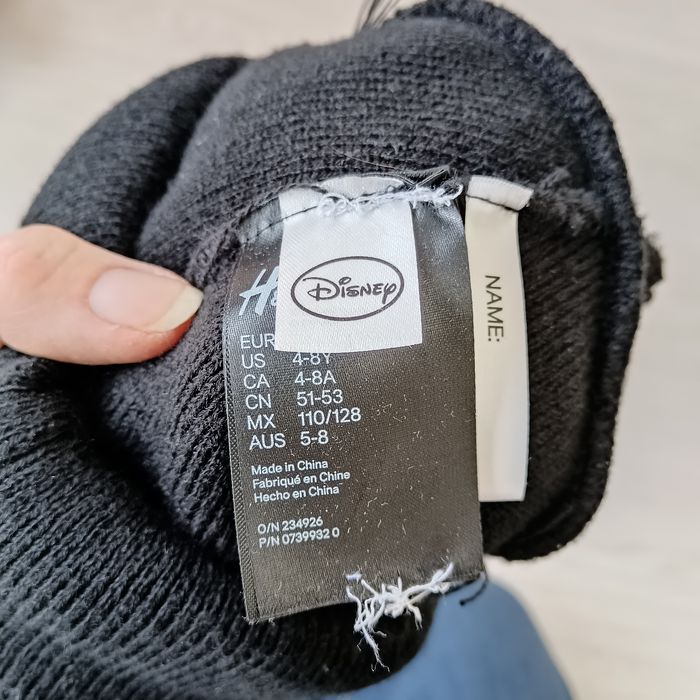 Disney
NAME:
EUR
US 4-8Y
CA 4-8A
CN 51-53
MX 110/128
AUS 5-8
Made in China
Fabriqué en Chine
Hecho en China
O/N 234926
P/N 0739932 0